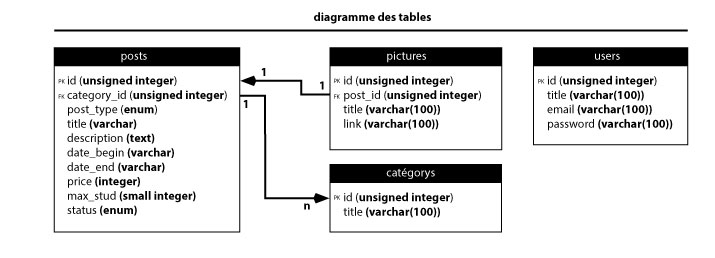 diagramme des tables
posts
PK id (unsigned integer)
FK category_id (unsigned integer)
post_type (enum)
title (varchar)
description (text)
date_begin (varchar)
date_end (varchar)
price (integer)
max_stud (small integer)
status (enum)
1
1
1
n
pictures
PK id (unsigned integer)
FK post_id (unsigned integer)
title (varchar(100))
link (varchar(100))
catégorys
PK id (unsigned integer)
title (varchar(100))
users
PK id (unsigned integer)
title (varchar(100))
email (varchar(100))
password (varchar(100))